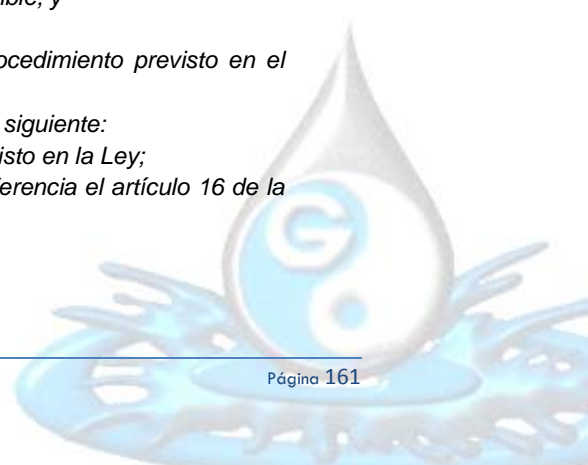 ible, y
ocedimiento previsto en el
siguiente:
isto en la Ley;
ferencia el artículo 16 de la
G
Página 161